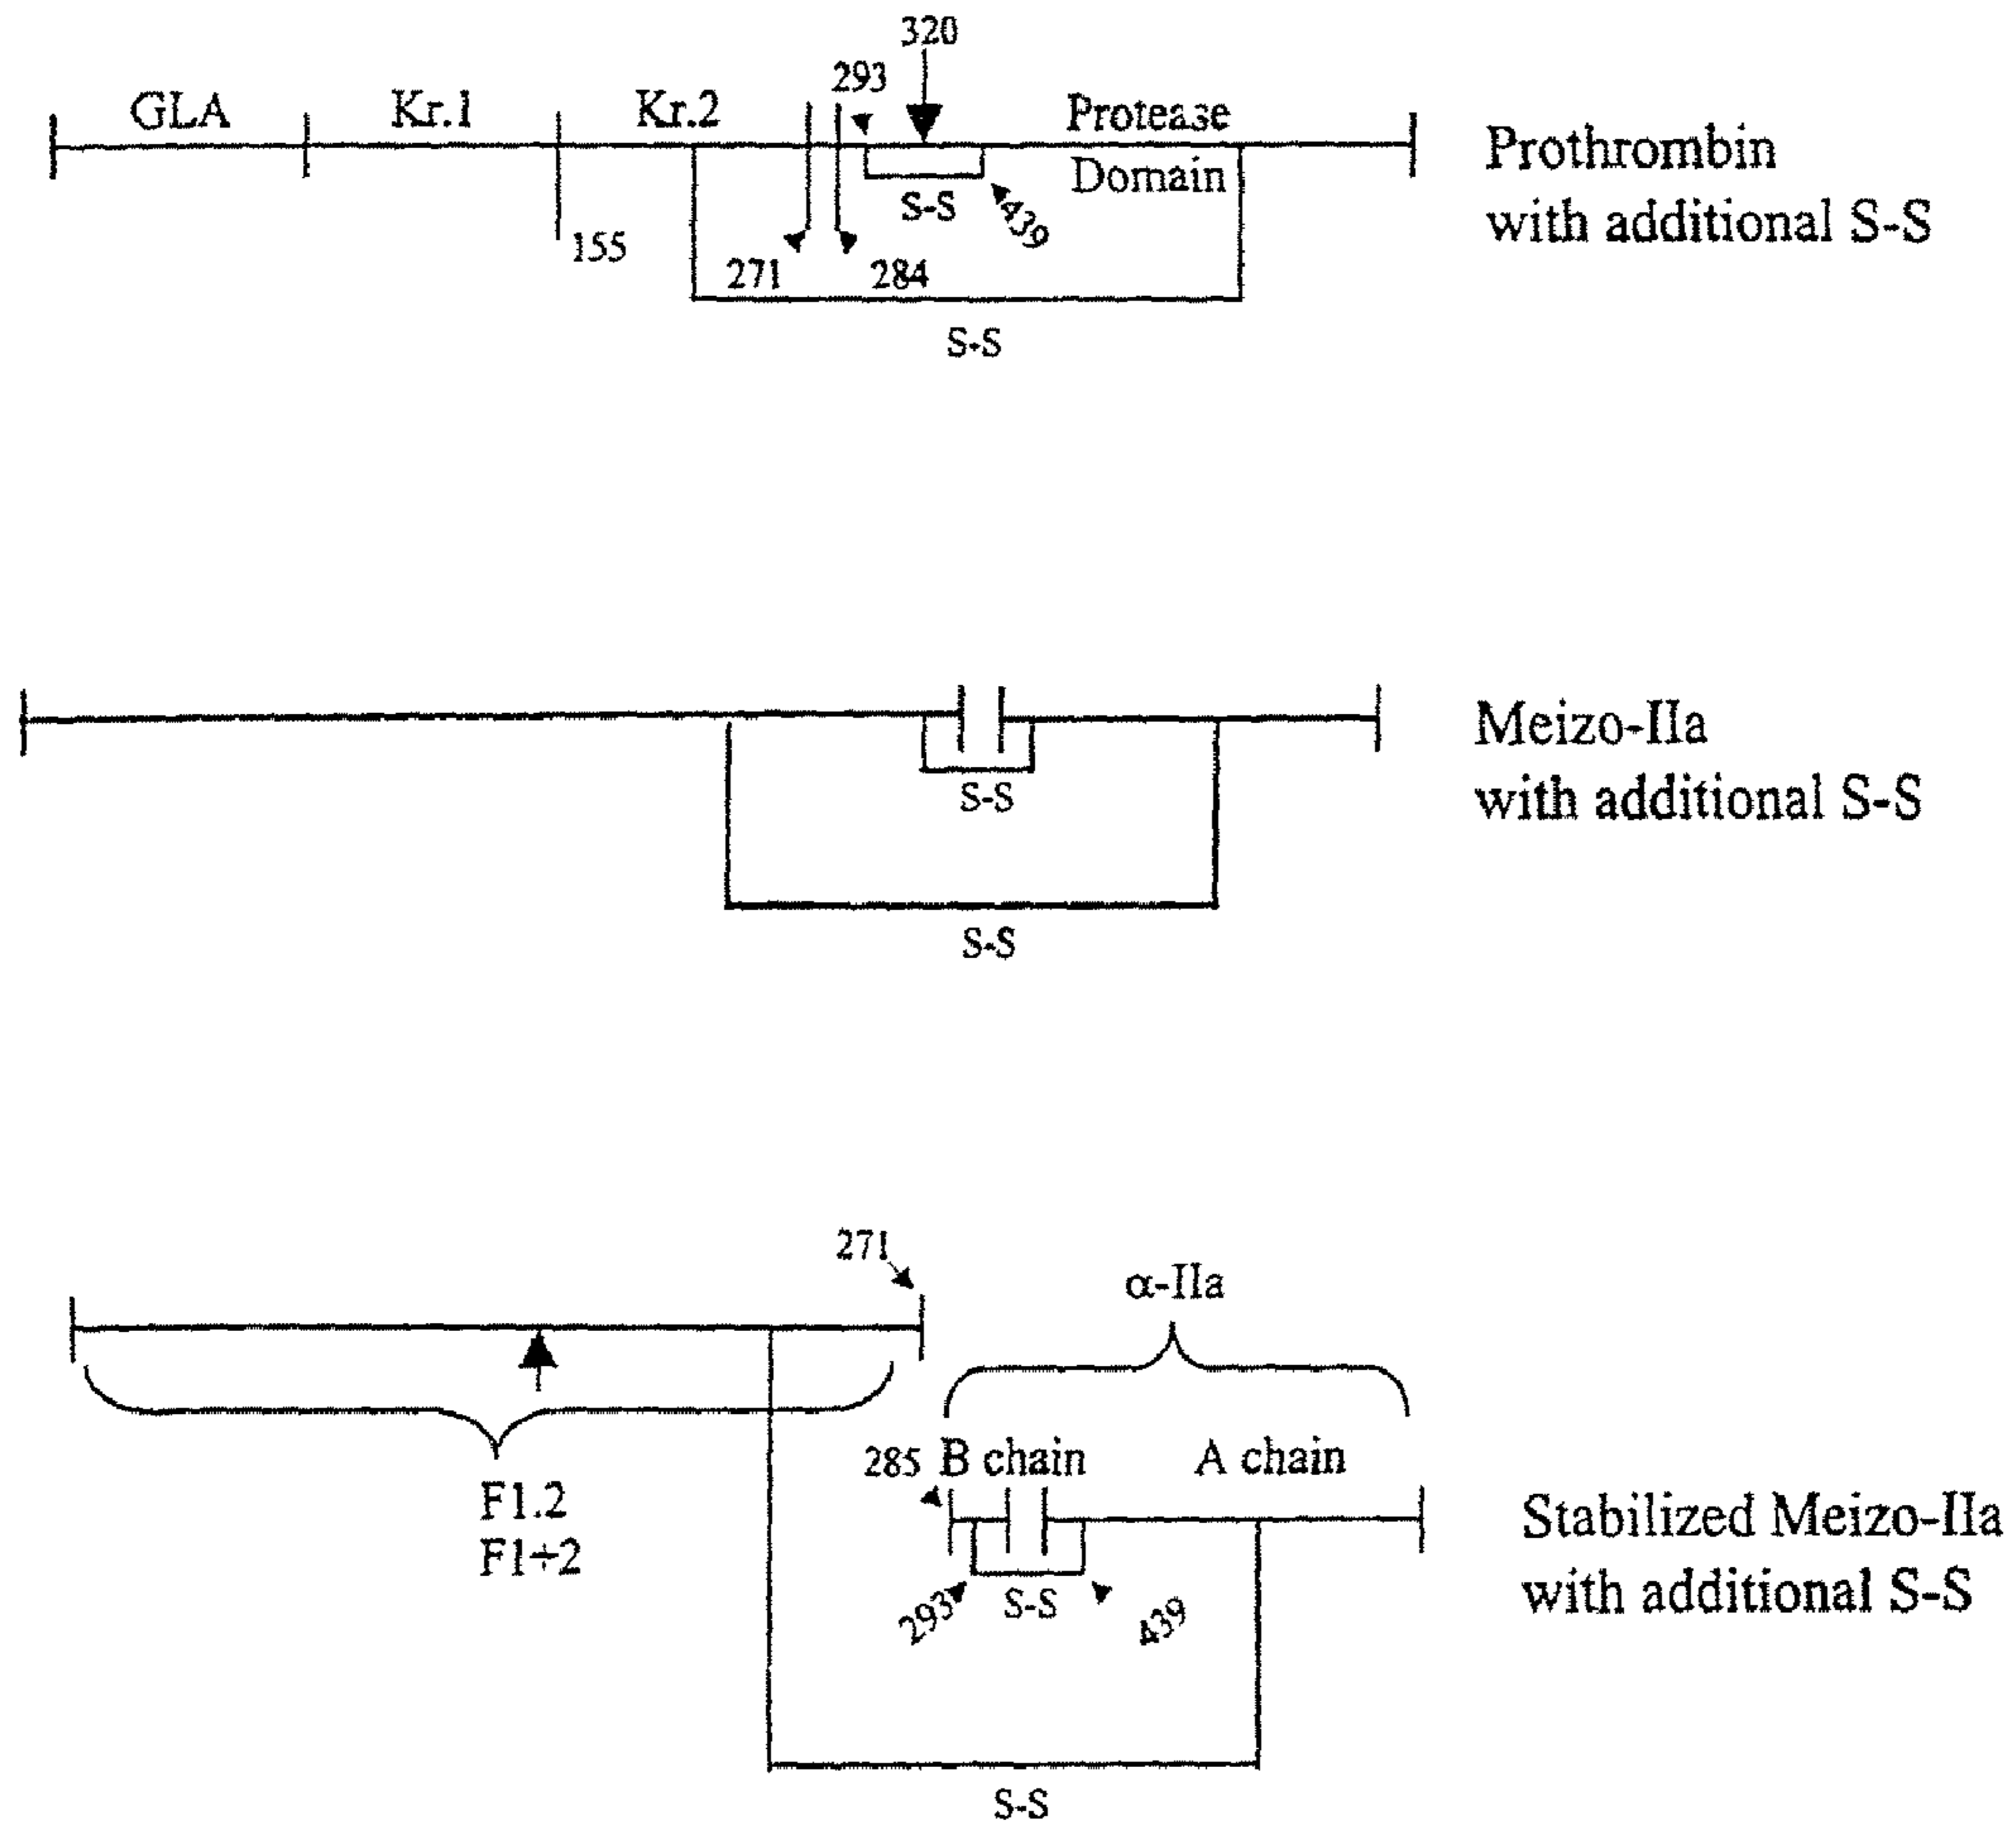 320
293
GLA
Kr.1
Kr.2
Protease
Domain
Prothrombin
with additional S-S
S-S
439
155
271
284
S-S
Meizo-IIa
with additional S-S
S-S
S-S
271
α-IIa
285
B chain
A chain
F1.2
F1+2
Stabilized Meizo-IIa
with additional S-S
293
S-S
439
S-S